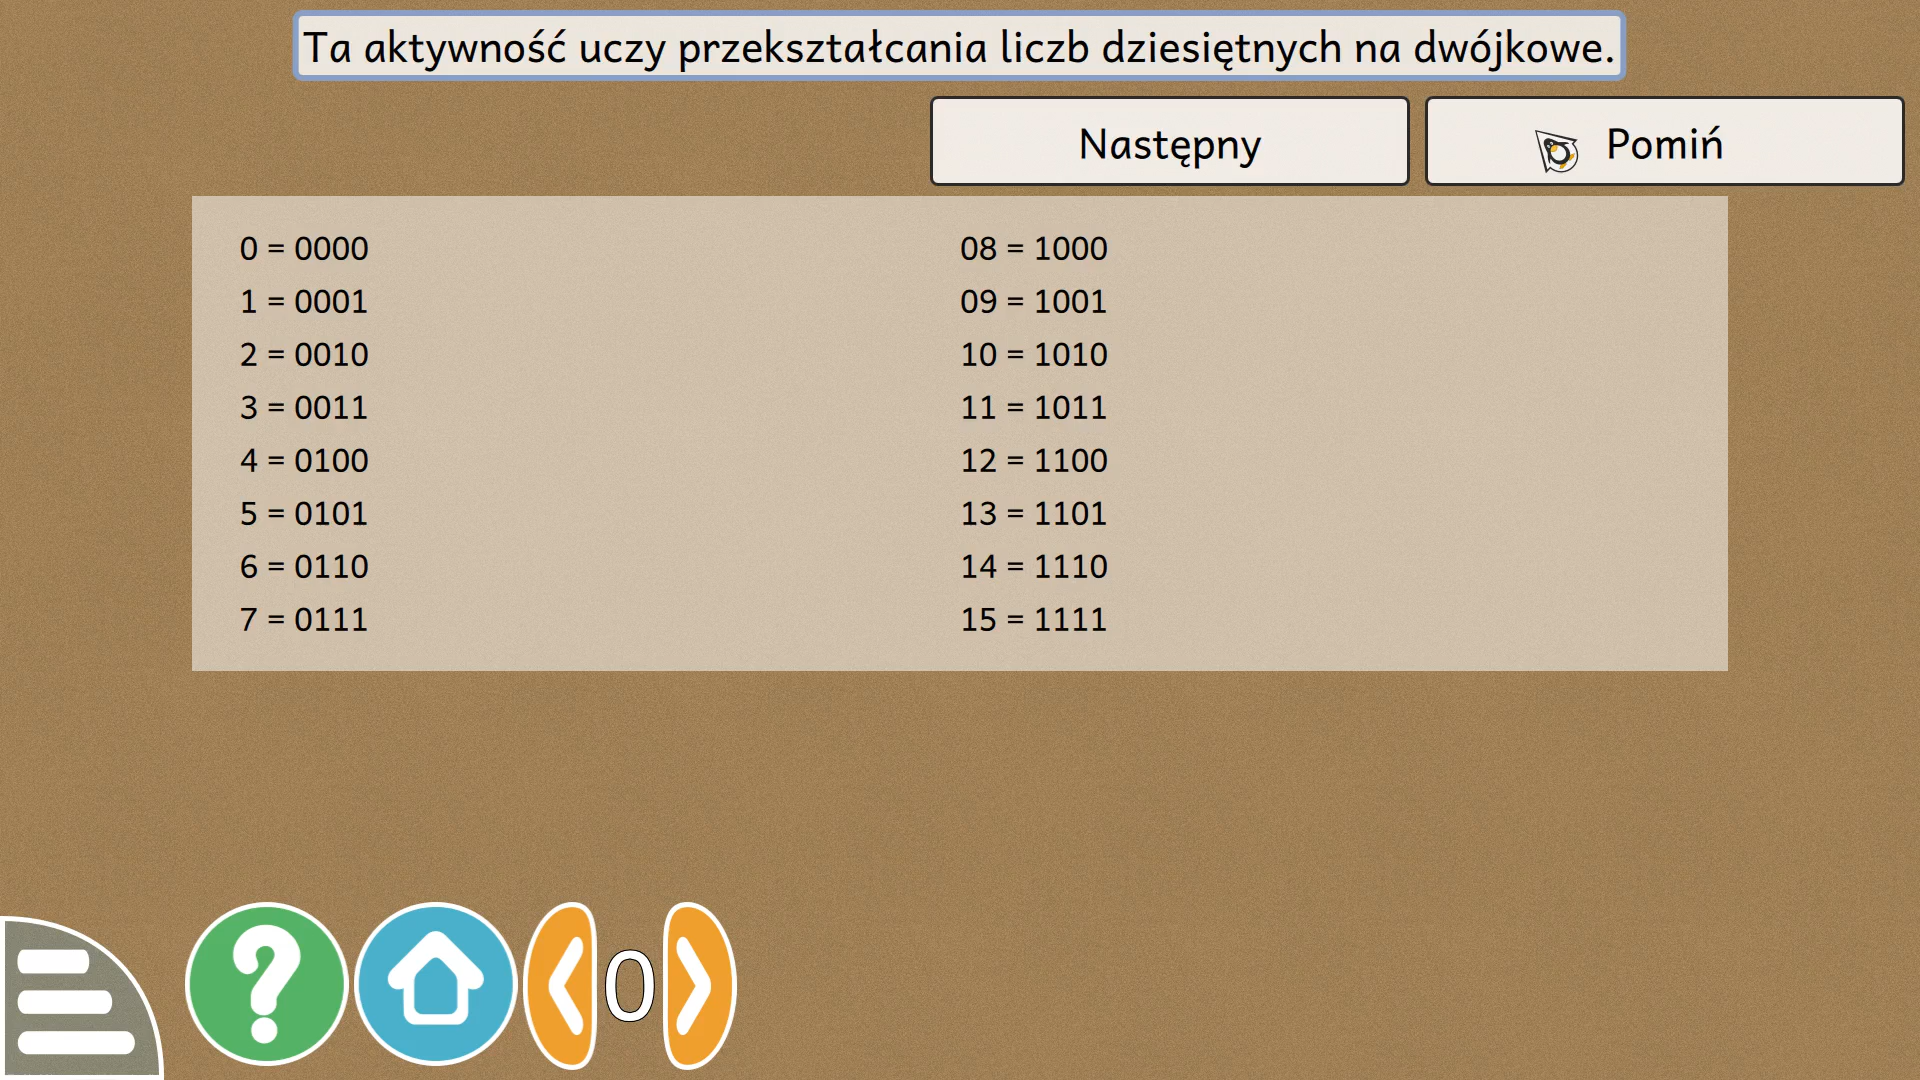 Ta aktywność uczy przekształcania liczb dziesiętnych na dwójkowe.
Następny
Pomiń
0 = 0000
1 = 0001
2 = 0010
3 = 0011
4 = 0100
5 = 0101
6 = 0110
7 = 0111
08 = 1000
09 = 1001
10 = 1010
11 = 1011
12 = 1100
13 = 1101
14 = 1110
15 = 1111
?
0